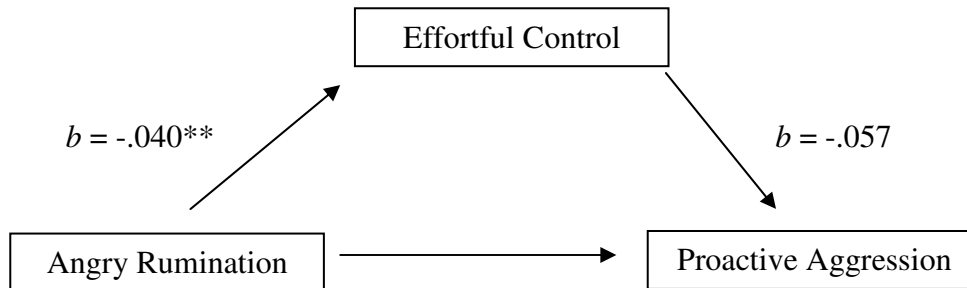 Effortful Control
b = -.040**
b = -.057
Angry Rumination
Proactive Aggression